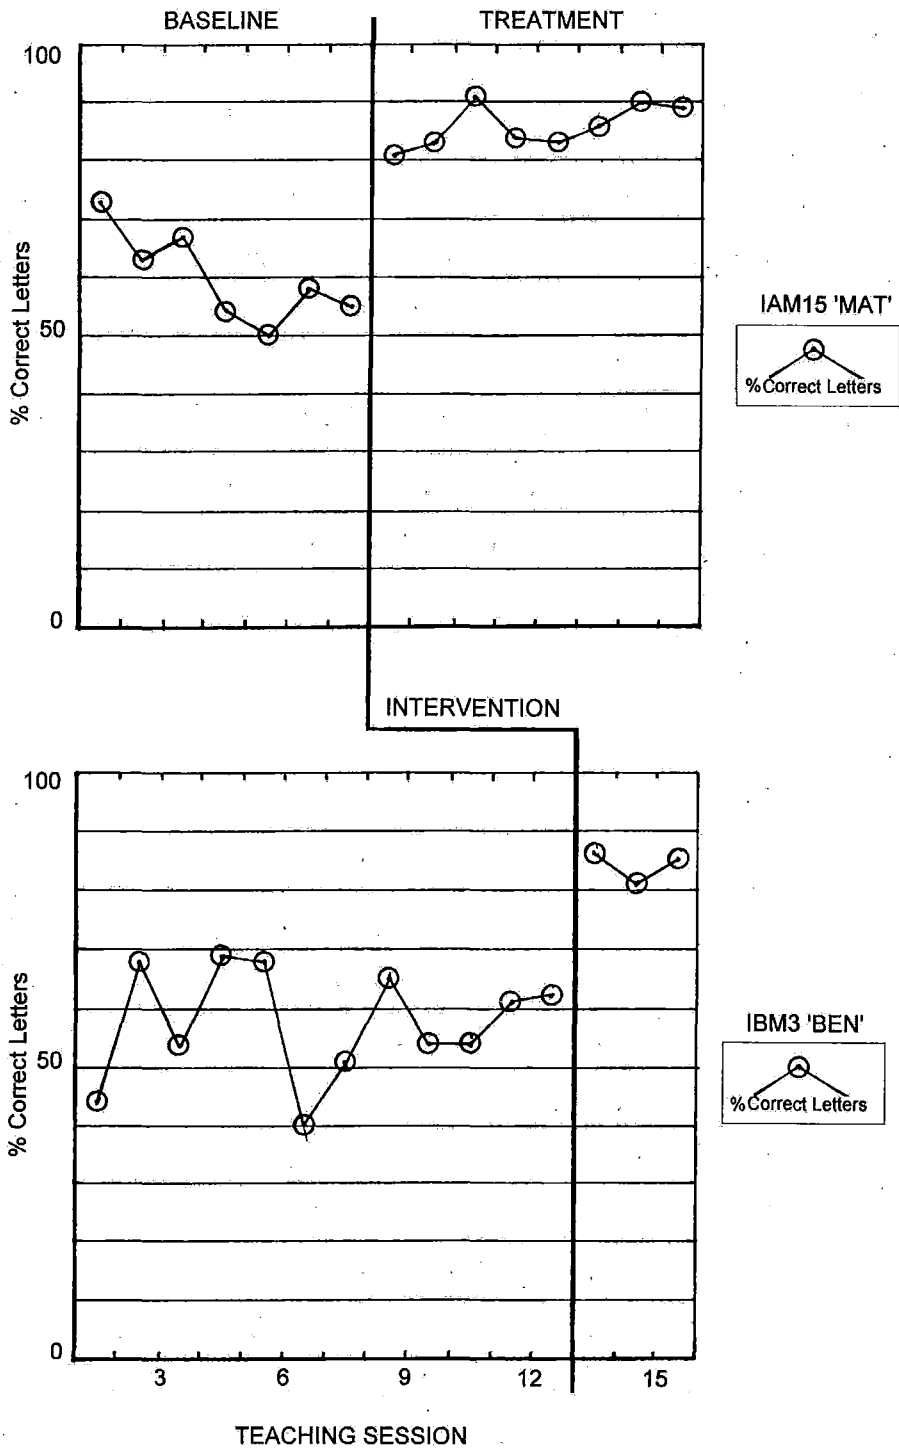 BASELINE TREATMENT
100
% Correct Letters
50
0
IAM15 'MAT'
% Correct Letters
INTERVENTION
100
% Correct Letters
50
0
IBM3 'BEN'
% Correct Letters
3 6 9 12 15
TEACHING SESSION